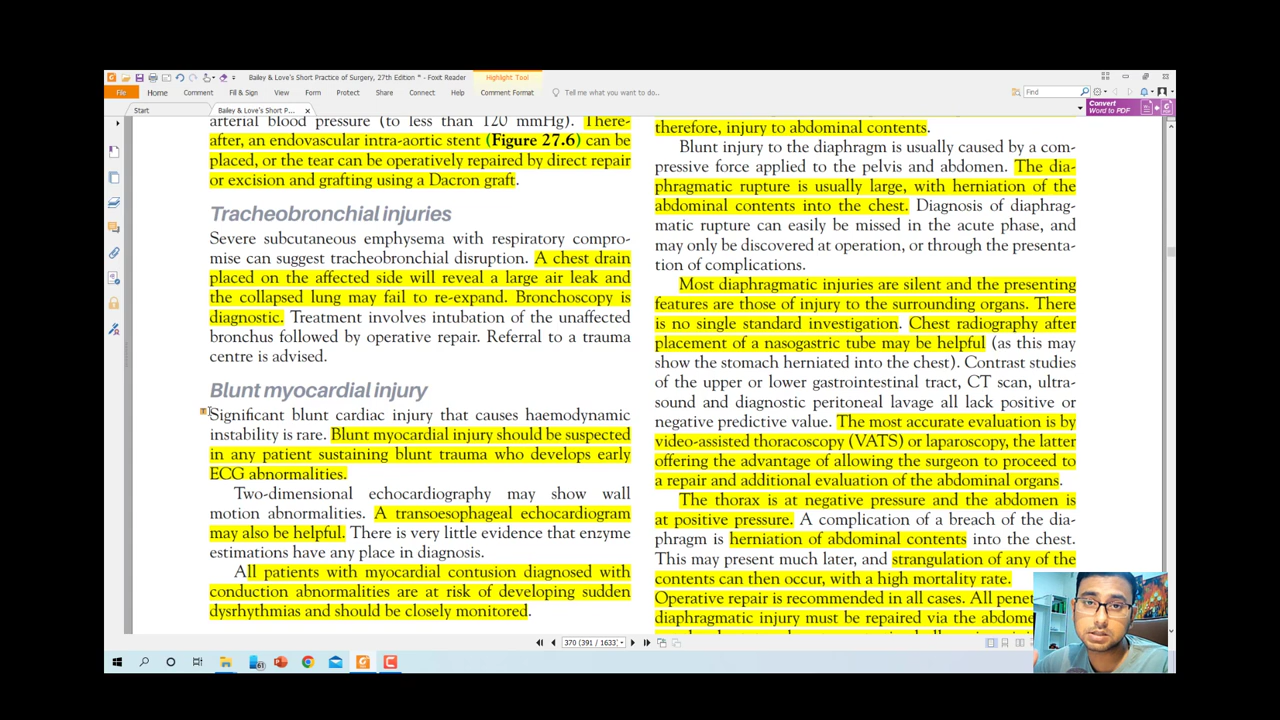 Bailey & Love's Short Practice of Surgery, 27th Edition * - Foxit Reader
Highlight Tool
File
Home
Comment
Fill & Sign
View
Form
Protect
Share
Connect
Help
Comment Format
Tell me what you want to do..
Find
Start
Bailey & Love's Short P...
Convert
Word to PDF
arterial blood pressure (to less than 120 mmHg). There-
after, an endovascular intra-aortic stent (Figure 27.6) can be
placed, or the tear can be operatively repaired by direct repair
or excision and grafting using a Dacron graft.
Tracheobronchial injuries
Severe subcutaneous emphysema with respiratory compro-
mise can suggest tracheobronchial disruption. A chest drain
placed on the affected side will reveal a large air leak and
the collapsed lung may fail to re-expand. Bronchoscopy is
diagnostic. Treatment involves intubation of the unaffected
bronchus followed by operative repair. Referral to a trauma
centre is advised.
Blunt myocardial injury
Significant blunt cardiac injury that causes haemodynamic
instability is rare. Blunt myocardial injury should be suspected
in any patient sustaining blunt trauma who develops early
ECG abnormalities.
Two-dimensional echocardiography may show wall
motion abnormalities. A transoesophageal echocardiogram
may also be helpful. There is very little evidence that enzyme
estimations have any place in diagnosis.
All patients with myocardial contusion diagnosed with
conduction abnormalities are at risk of developing sudden
dysrhythmias and should be closely monitored.
therefore, injury to abdominal contents.
Blunt injury to the diaphragm is usually caused by a com-
pressive force applied to the pelvis and abdomen. The dia-
phragmatic rupture is usually large, with herniation of the
abdominal contents into the chest. Diagnosis of diaphrag-
matic rupture can easily be missed in the acute phase, and
may only be discovered at operation, or through the presenta-
tion of complications.
Most diaphragmatic injuries are silent and the presenting
features are those of injury to the surrounding organs. There
is no single standard investigation. Chest radiography after
placement of a nasogastric tube may be helpful (as this may
show the stomach herniated into the chest). Contrast studies
of the upper or lower gastrointestinal tract, CT scan, ultra-
sound and diagnostic peritoneal lavage all lack positive or
negative predictive value. The most accurate evaluation is by
video-assisted thoracoscopy (VATS) or laparoscopy, the latter
offering the advantage of allowing the surgeon to proceed to
a repair and additional evaluation of the abdominal organs.
The thorax is at negative pressure and the abdomen is
at positive pressure. A complication of a breach of the dia-
phragm is herniation of abdominal contents into the chest.
This may present much later, and strangulation of any of the
contents can then occur, with a high mortality rate.
Operative repair is recommended in all cases. All pene
diaphragmatic injury must be repaired via the abdome
370 (391 / 1633)
61